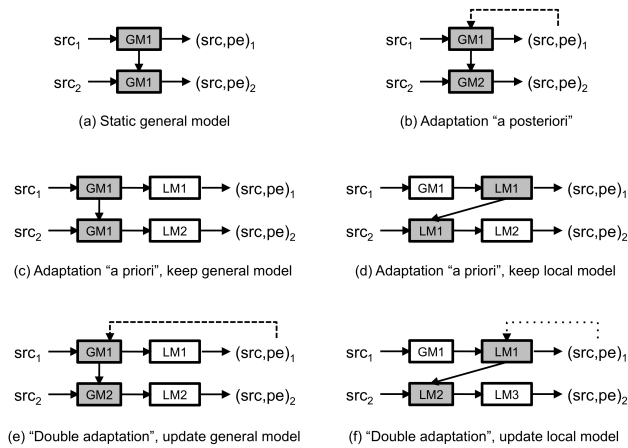 src1 GM1 (src,pe)1
src2 GM1 (src,pe)2
(a) Static general model
src1 GM1 (src,pe)1
src2 GM2 (src,pe)2
(b) Adaptation “a posteriori”
src1 GM1 LM1 (src,pe)1
src2 GM1 LM2 (src,pe)2
(c) Adaptation “a priori”, keep general model
src1 GM1 LM1 (src,pe)1
src2 LM1 LM2 (src,pe)2
(d) Adaptation “a priori”, keep local model
src1 GM1 LM1 (src,pe)1
src2 GM2 LM2 (src,pe)2
(e) “Double adaptation”, update general model
src1 GM1 LM1 (src,pe)1
src2 LM2 LM3 (src,pe)2
(f) “Double adaptation”, update local model